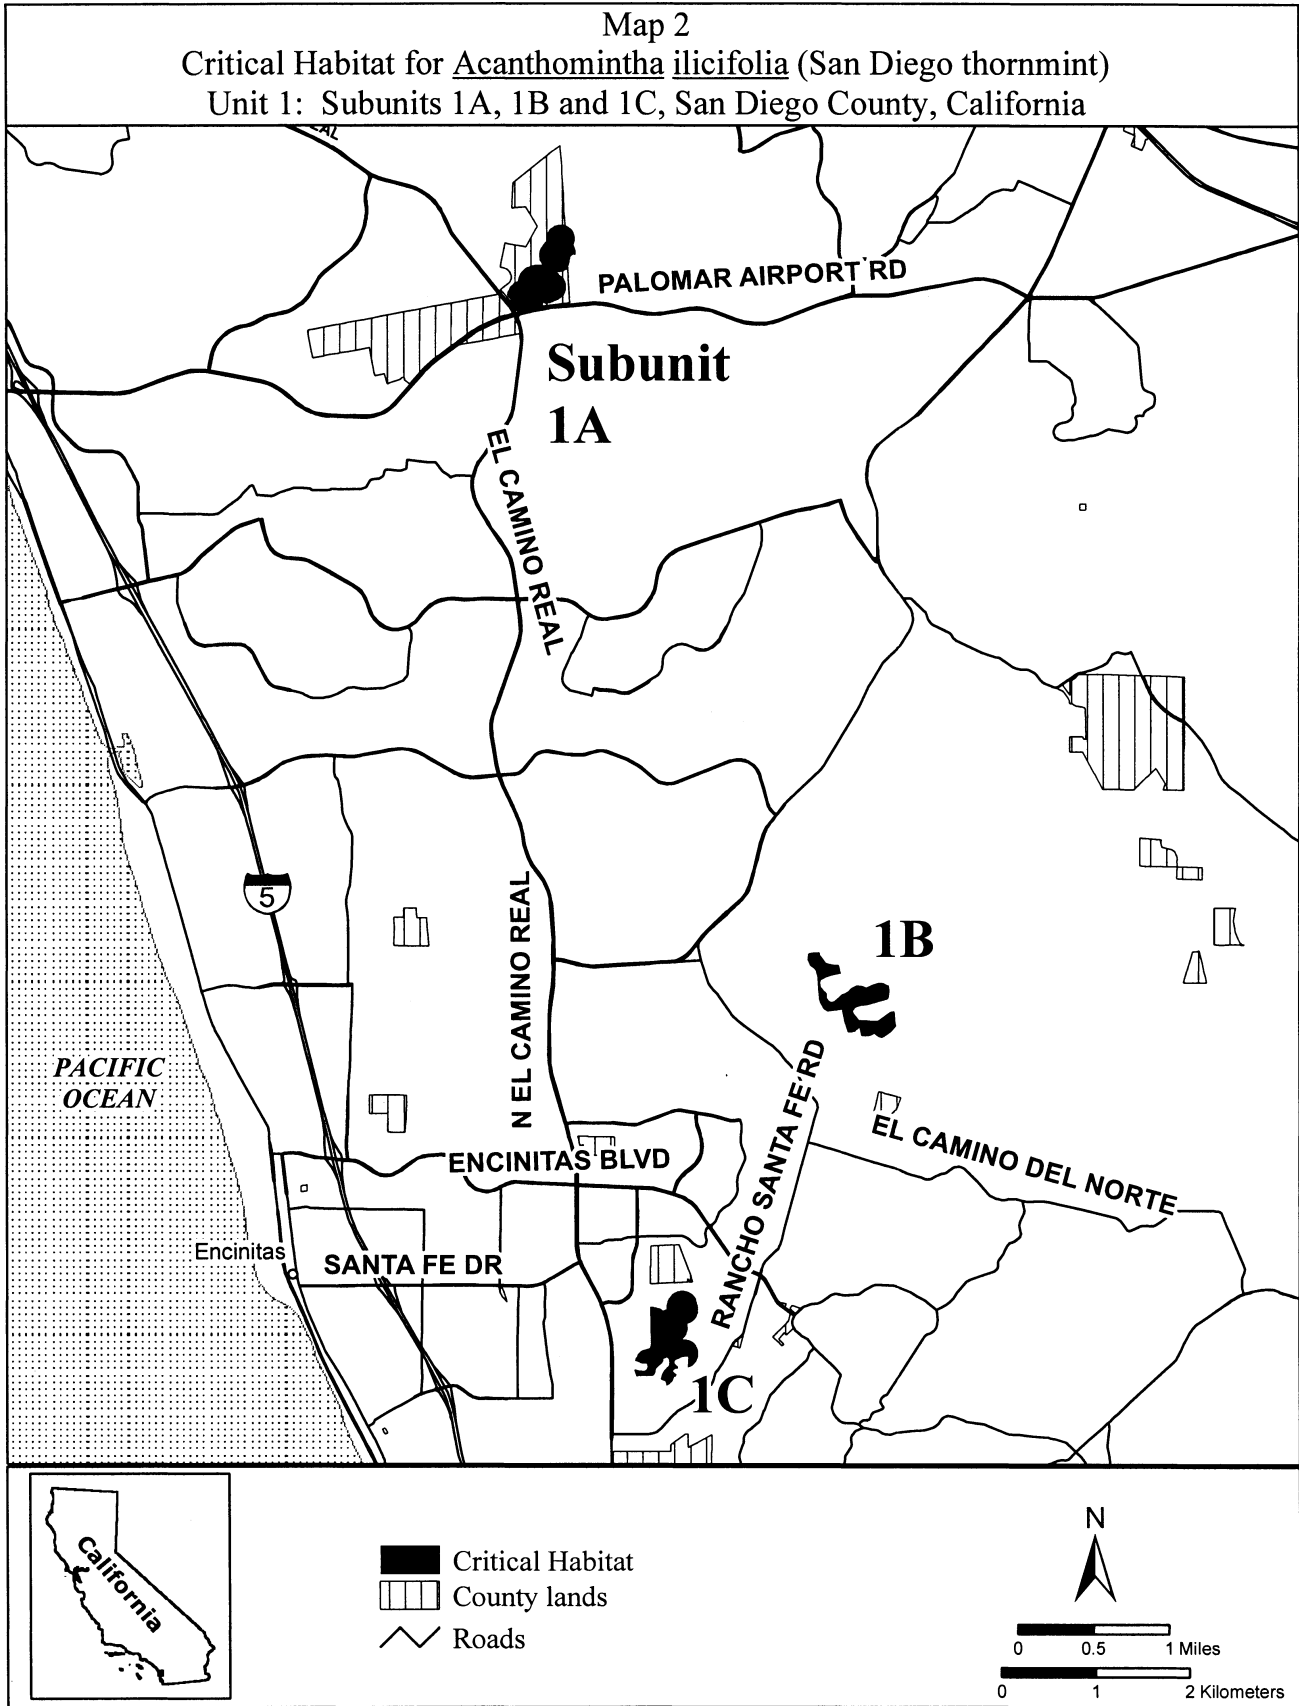 Map 2
Critical Habitat for Acanthomintha ilicifolia (San Diego thornmint)
Unit 1: Subunits 1A, 1B and 1C, San Diego County, California
PALOMAR AIRPORT RD
Subunit
1A
EL CAMINO REAL
5
N EL CAMINO REAL
1B
PACIFIC
OCEAN
RANCHO SANTA FE RD
EL CAMINO DEL NORTE
ENCINITAS BLVD
Encinitas
SANTA FE DR
1C
California
Critical Habitat
County lands
Roads
N
0 0.5 1 Miles
0 1 2 Kilometers